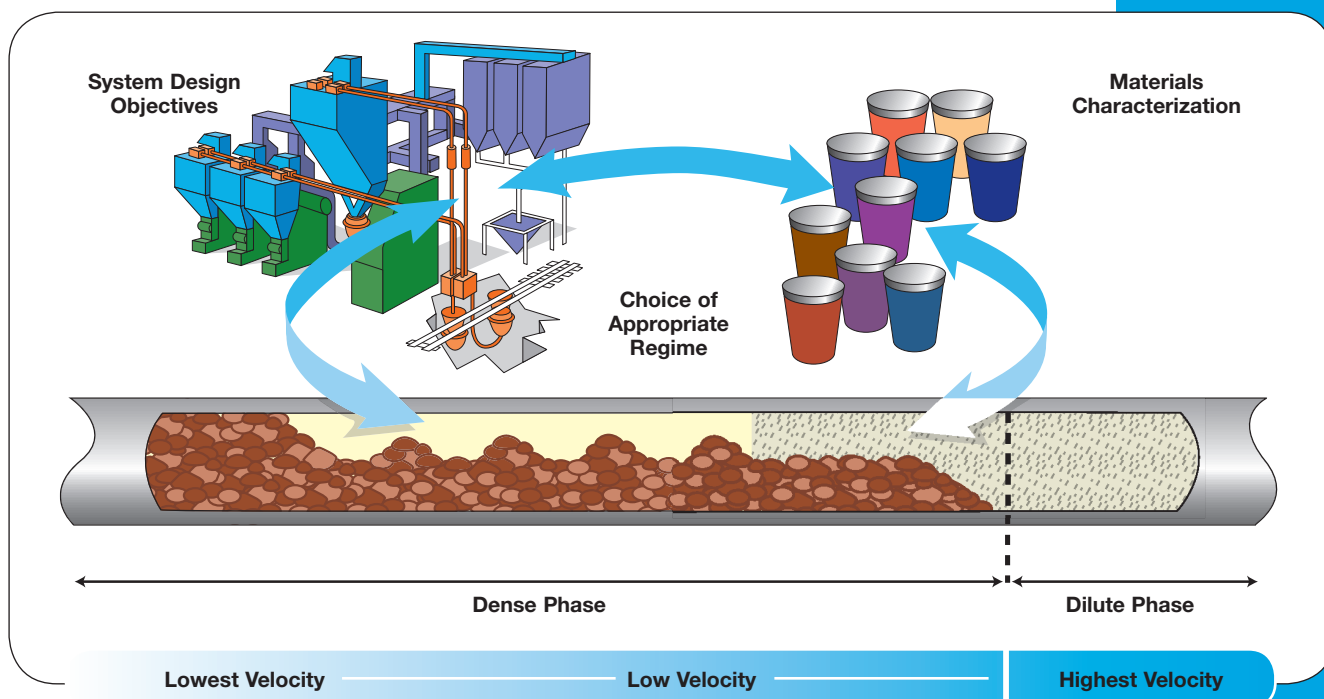 System Design
Objectives
Materials
Characterization
Choice of
Appropriate
Regime
Dense Phase
Dilute Phase
Lowest Velocity
Low Velocity
Highest Velocity